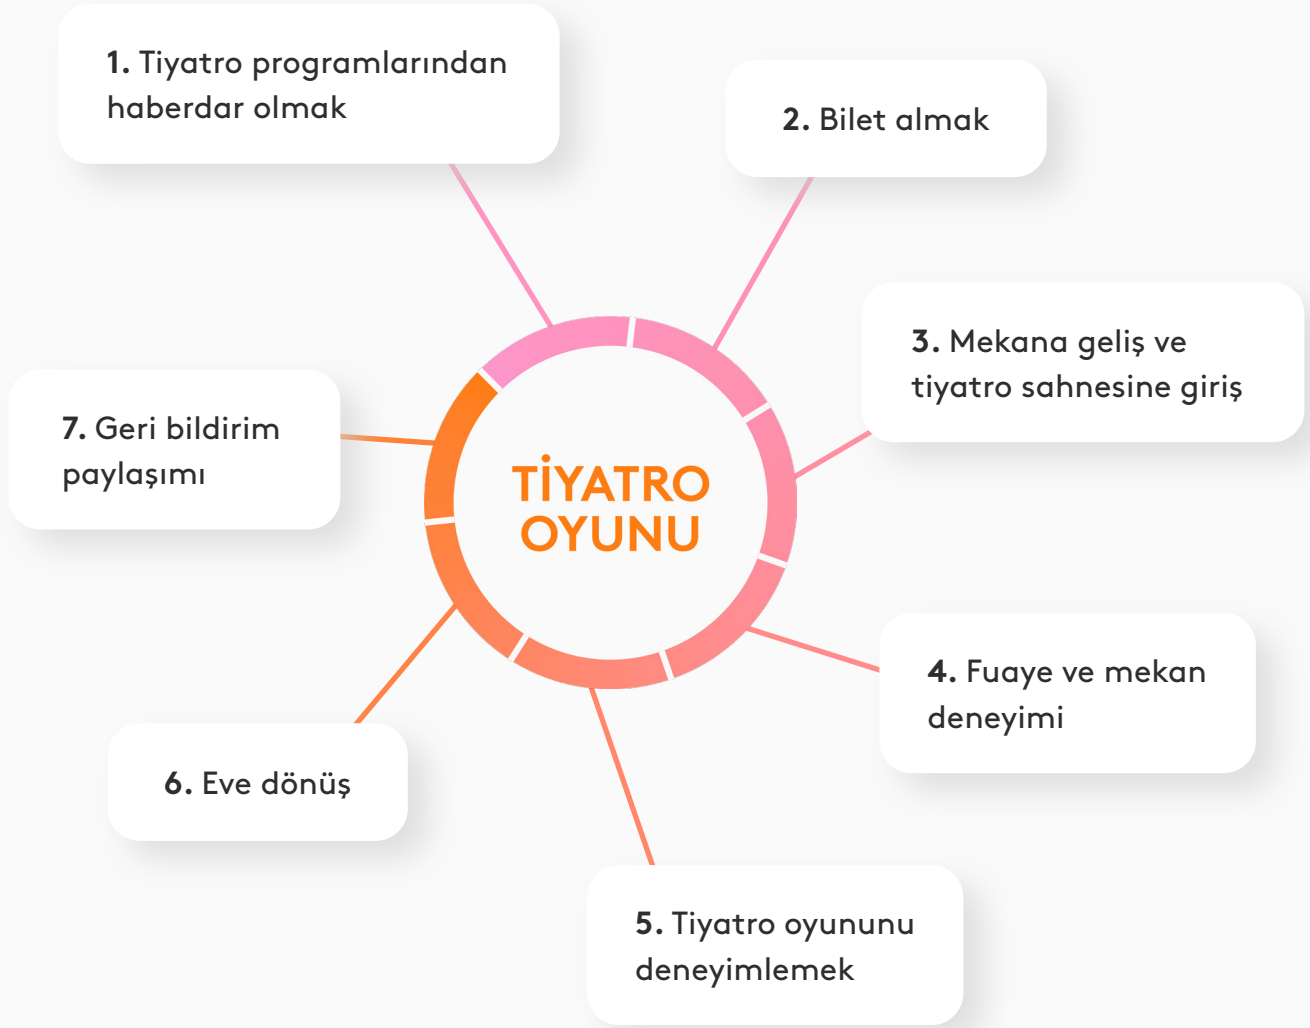 1. Tiyatro programlarından
haberdar olmak
2. Bilet almak
3. Mekana geliş ve
tiyatro sahnesine giriş
4. Fuaye ve mekan
deneyimi
5. Tiyatro oyununu
deneyimlemek
6. Eve dönüş
7. Geri bildirim
paylaşımı
TİYATRO
OYUNU